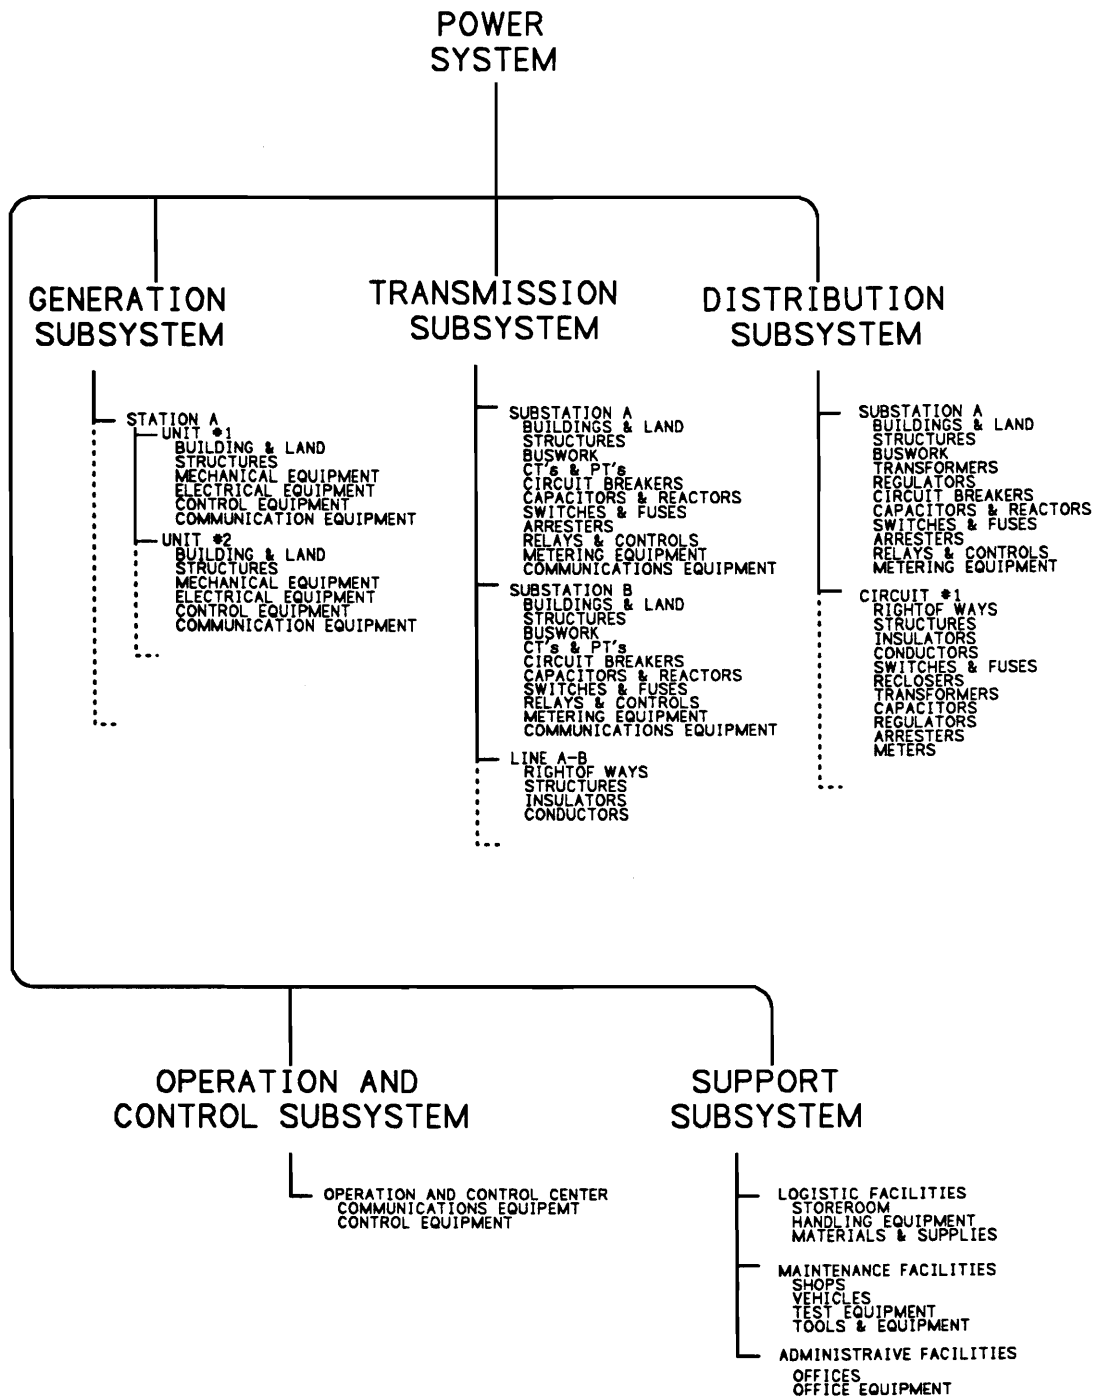 POWER
SYSTEM
GENERATION
SUBSYSTEM
STATION A
UNIT #1
BUILDING & LAND
STRUCTURES
MECHANICAL EQUIPMENT
ELECTRICAL EQUIPMENT
CONTROL EQUIPMENT
COMMUNICATION EQUIPMENT
UNIT #2
BUILDING & LAND
STRUCTURES
MECHANICAL EQUIPMENT
ELECTRICAL EQUIPMENT
CONTROL EQUIPMENT
COMMUNICATION EQUIPMENT
TRANSMISSION
SUBSYSTEM
SUBSTATION A
BUILDINGS & LAND
STRUCTURES
BUSWORK
CT's & PT's
CIRCUIT BREAKERS
CAPACITORS & REACTORS
SWITCHES & FUSES
ARRESTERS
RELAYS & CONTROLS
METERING EQUIPMENT
COMMUNICATIONS EQUIPMENT
SUBSTATION B
BUILDINGS & LAND
STRUCTURES
BUSWORK
CT's & PT's
CIRCUIT BREAKERS
CAPACITORS & REACTORS
SWITCHES & FUSES
RELAYS & CONTROLS
METERING EQUIPMENT
COMMUNICATIONS EQUIPMENT
LINE A-B
RIGHTOF WAYS
STRUCTURES
INSULATORS
CONDUCTORS
DISTRIBUTION
SUBSYSTEM
SUBSTATION A
BUILDINGS & LAND
STRUCTURES
BUSWORK
TRANSFORMERS
REGULATORS
CIRCUIT BREAKERS
CAPACITORS & REACTORS
SWITCHES & FUSES
ARRESTERS
RELAYS & CONTROLS
METERING EQUIPMENT
CIRCUIT #1
RIGHTOF WAYS
STRUCTURES
INSULATORS
CONDUCTORS
SWITCHES & FUSES
RECLOSERS
TRANSFORMERS
CAPACITORS
REGULATORS
ARRESTERS
METERS
OPERATION AND
CONTROL SUBSYSTEM
OPERATION AND CONTROL CENTER
COMMUNICATIONS EQUIPEMT
CONTROL EQUIPMENT
SUPPORT
SUBSYSTEM
LOGISTIC FACILITIES
STOREROOM
HANDLING EQUIPMENT
MATERIALS & SUPPLIES
MAINTENANCE FACILITIES
SHOPS
VEHICLES
TEST EQUIPMENT
TOOLS & EQUIPMENT
ADMINISTRAIVE FACILITIES
OFFICES
OFFICE EQUIPMENT